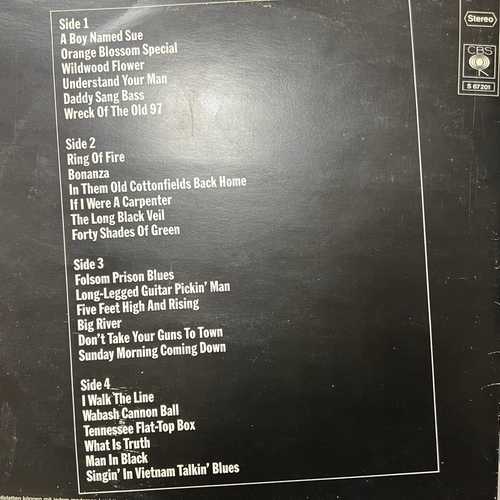 Side 1
A Boy Named Sue
Orange Blossom Special
Wildwood Flower
Understand Your Man
Daddy Sang Bass
Wreck Of The Old 97
Side 2
Ring Of Fire
Bonanza
In Them Old Cottonfields Back Home
If I Were A Carpenter
The Long Black Veil
Forty Shades Of Green
Side 3
Folsom Prison Blues
Long-Legged Guitar Pickin' Man
Five Feet High And Rising
Big River
Don't Take Your Guns To Town
Sunday Morning Coming Down
Side 4
I Walk The Line
Wabash Cannon Ball
Tennessee Flat-Top Box
What Is Truth
Man In Black
Singin' In Vietnam Talkin' Blues
Stereo
CBS
S 67201
können mit jedem